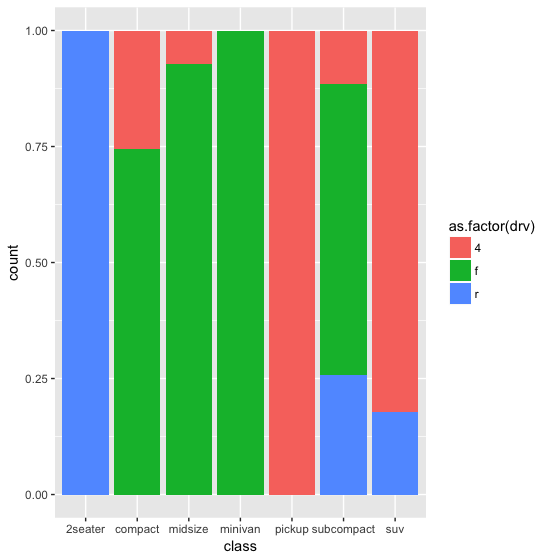 1.00
0.75
0.50
0.25
0.00
count
2seater compact midsize minivan pickup subcompact suv
class
as.factor(drv)
4
f
r